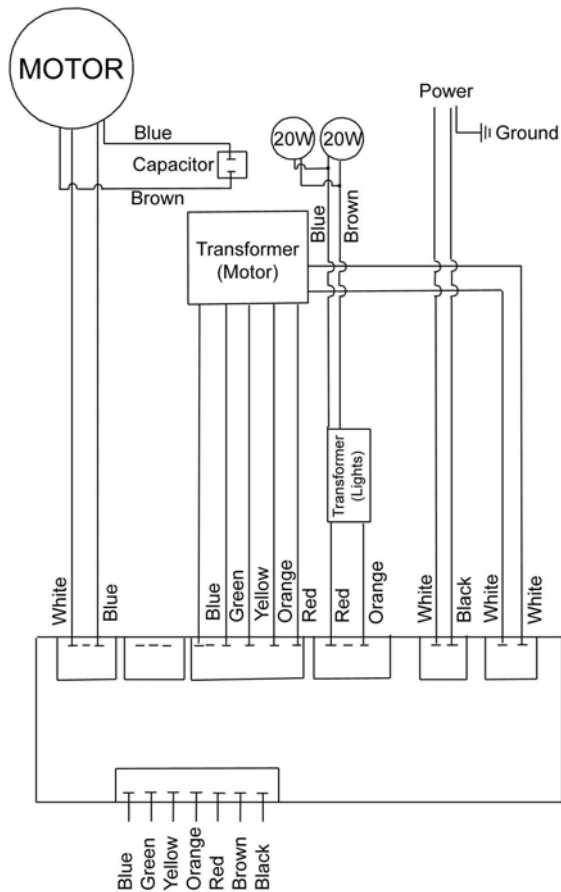 MOTOR
Power
Blue
20W
20W
Ground
Capacitor
Brown
Blue
Brown
Transformer
(Motor)
Transformer
(Lights)
White
Blue
Blue
Green
Yellow
Orange
Red
Red
Orange
White
Black
White
White
Blue
Green
Yellow
Orange
Red
Brown
Black